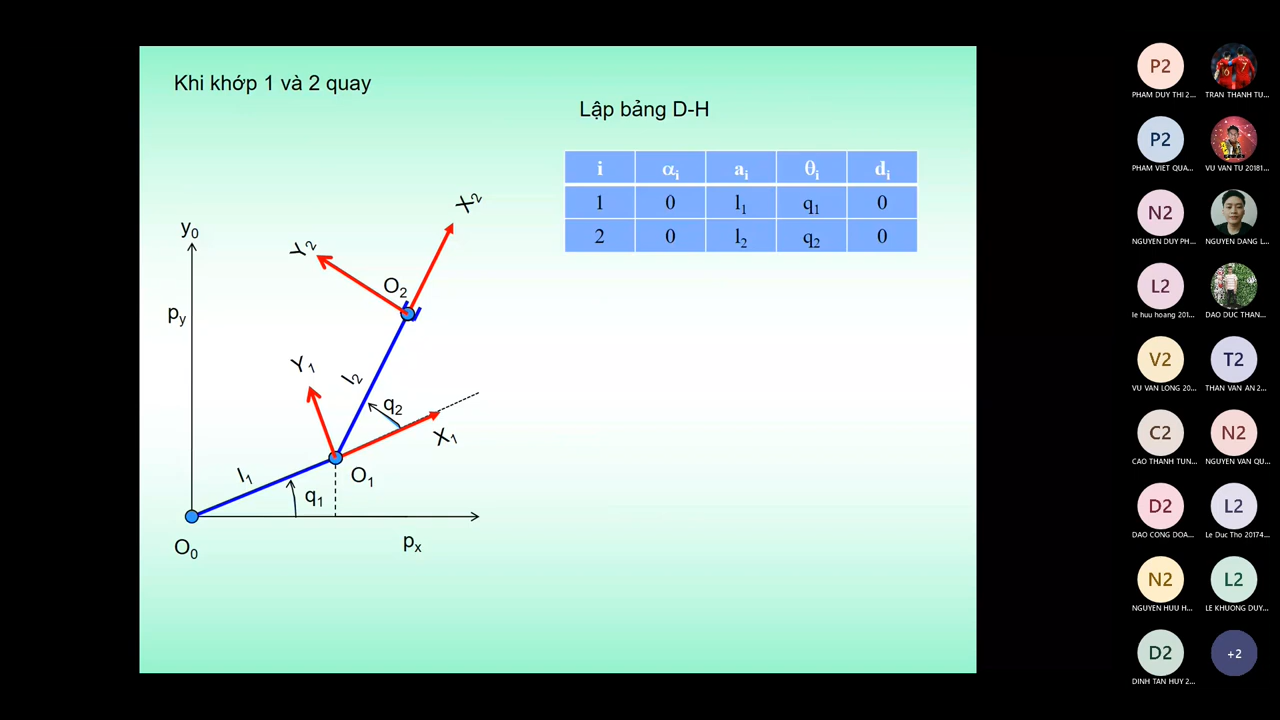 Khi khớp 1 và 2 quay
Lập bảng D-H
i αi ai θi di
1 0 l1 q1 0
2 0 l2 q2 0
X2
y0
Y2
O2
py
Y1
l2
q2
X1
l1
O1
q1
O0
px
P2
PHAM DUY THI 2...
TRAN THANH TU...
P2
PHAM VIET QUA...
VU VAN TU 20181...
N2
NGUYEN DUY PH...
NGUYEN DANG L...
L2
le huu hoang 201...
DAO DUC THAN...
V2
T2
VU VAN LONG 20...
THAN VAN AN 2...
C2
N2
CAO THANH TUN...
NGUYEN VAN QU...
D2
L2
DAO CONG DOA...
Le Duc Tho 20174...
N2
L2
NGUYEN HUU H...
LE KHUONG DUY...
D2
+2
DINH TAN HUY 2...